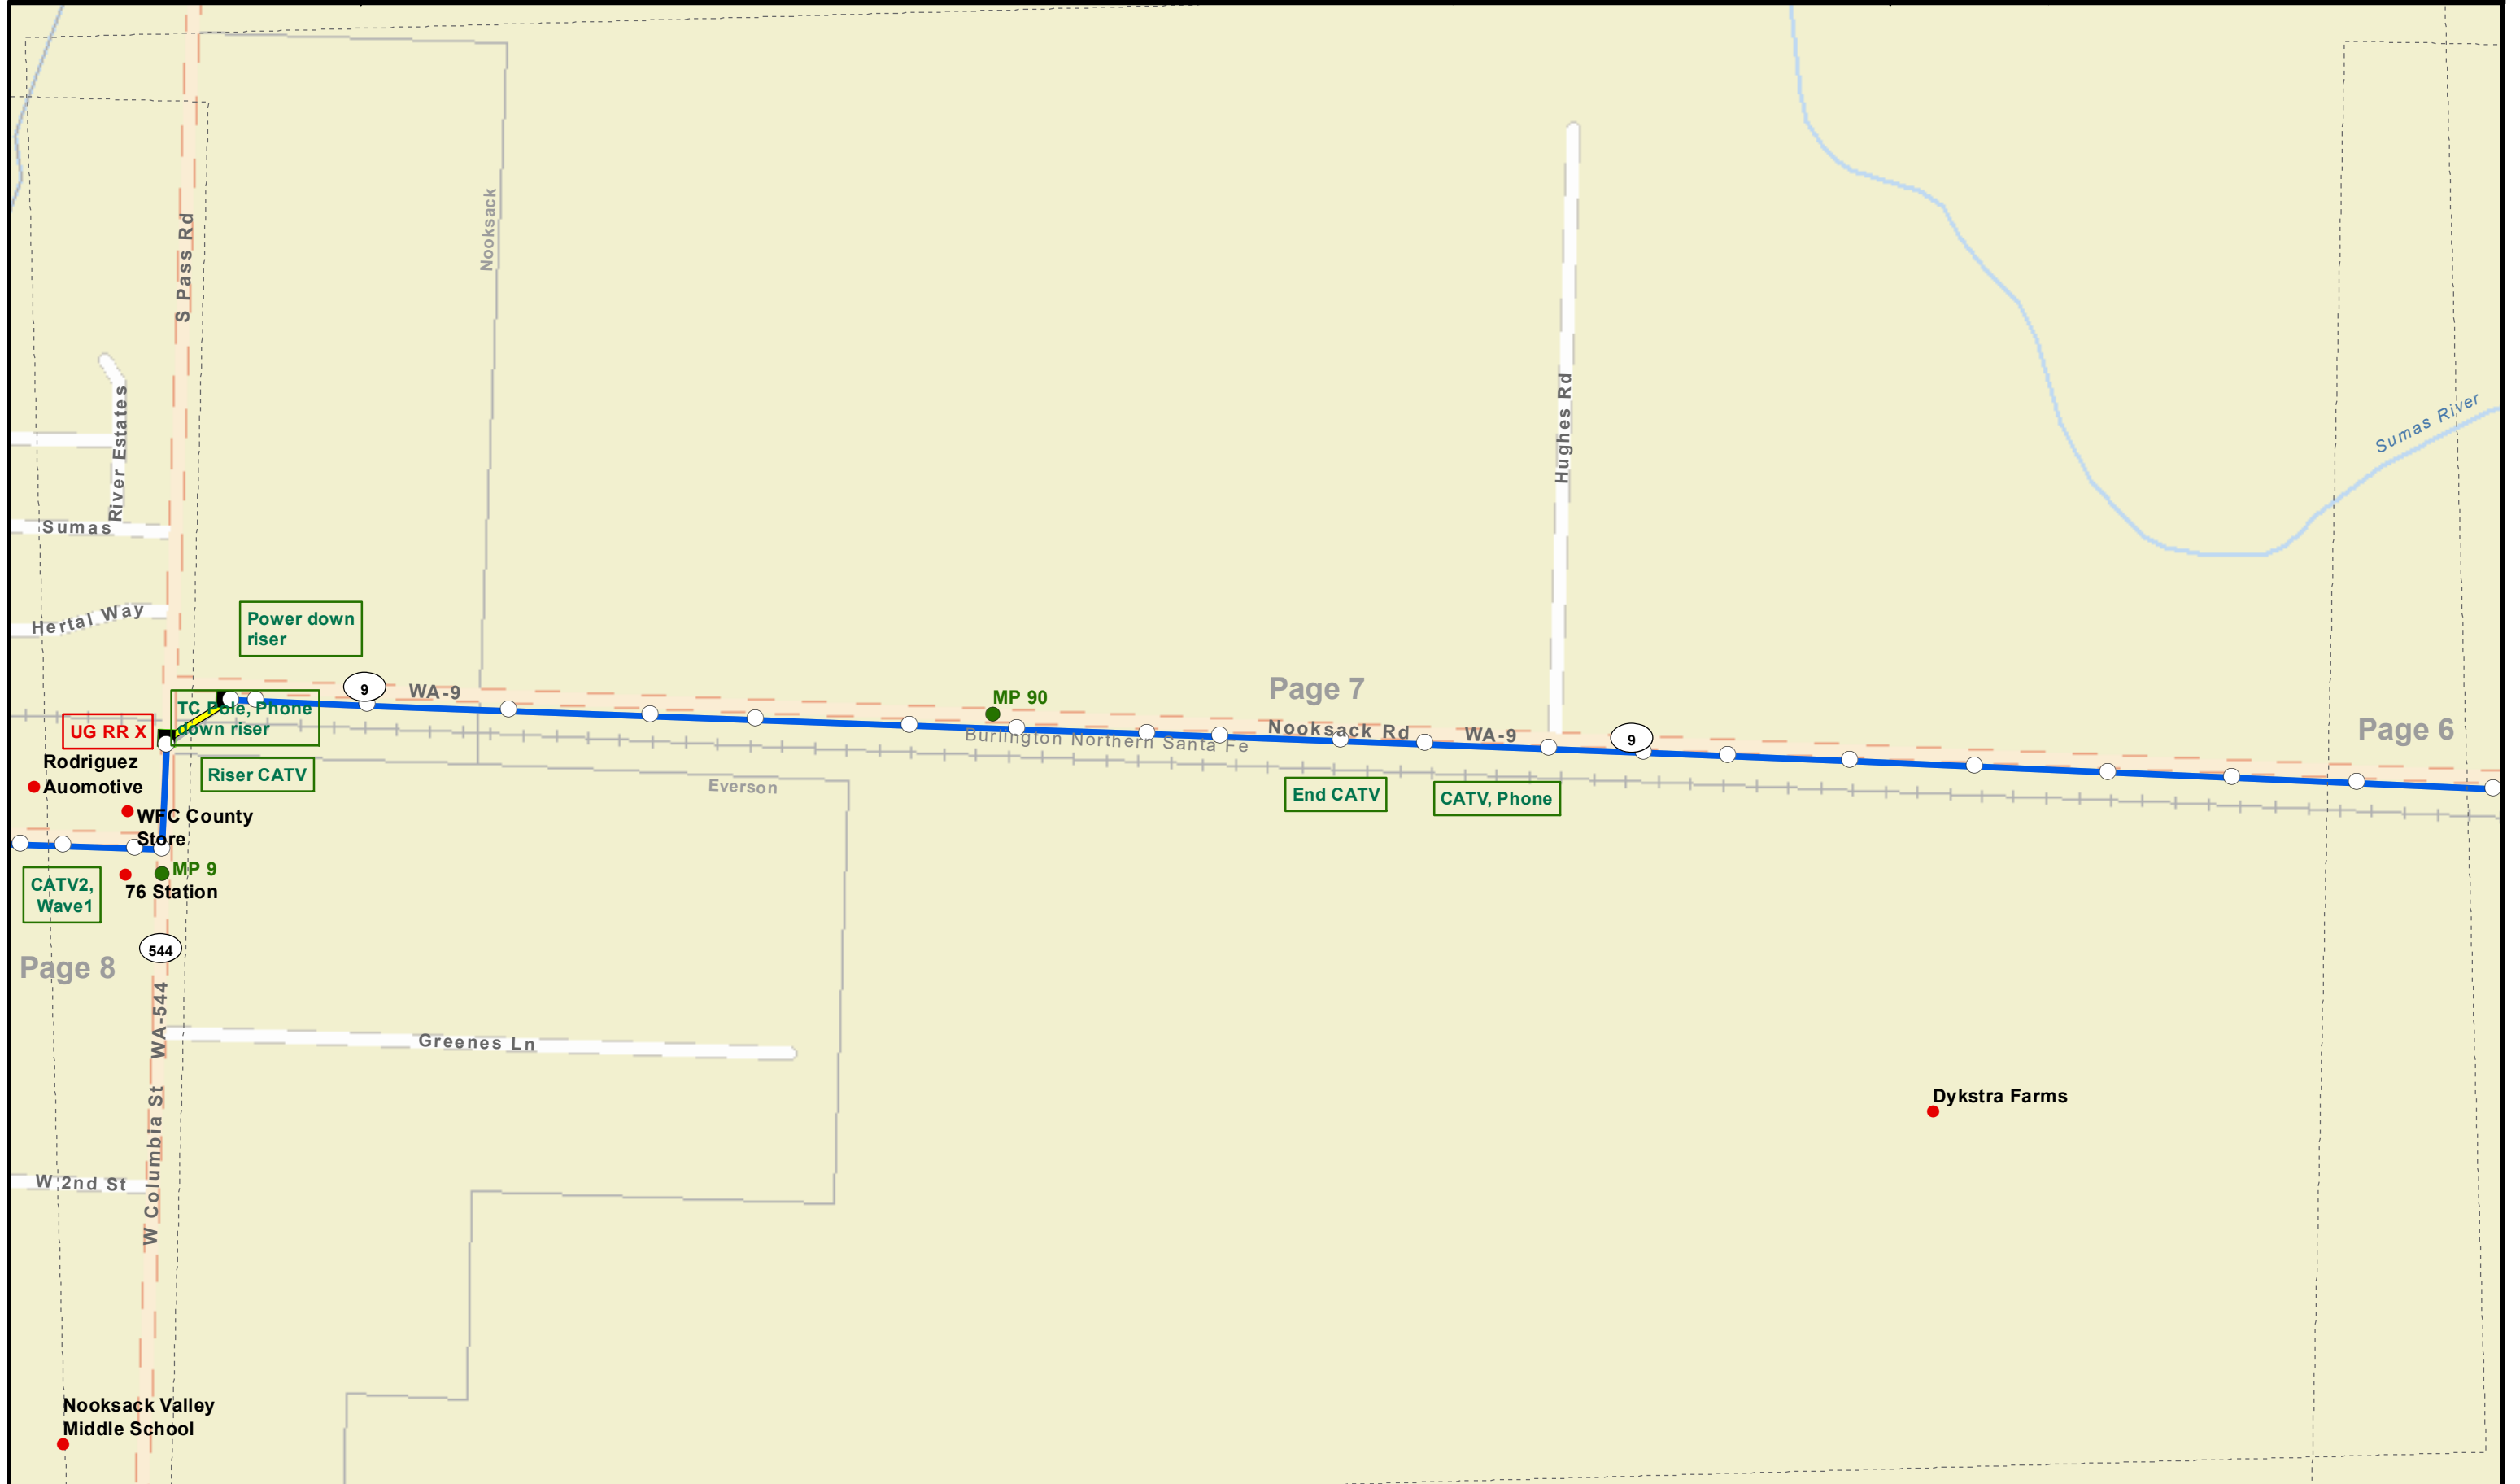 S Pass Rd
Nooksack
River Estates
Sumas
Hertal Way
Hughes Rd
Sumas River
Power down
riser
9
WA-9
TC Pole, Phone
down riser
UG RR X
MP 90
Page 7
Nooksack Rd
WA-9
9
Page 6
Burlington Northern Santa Fe
Rodriguez
Auomotive
Riser CATV
Everson
End CATV
CATV, Phone
WFC County
Store
MP 9
76 Station
CATV2,
Wave1
544
Page 8
WA-544
Greenes Ln
W Columbia St
W 2nd St
Dykstra Farms
Nooksack Valley
Middle School